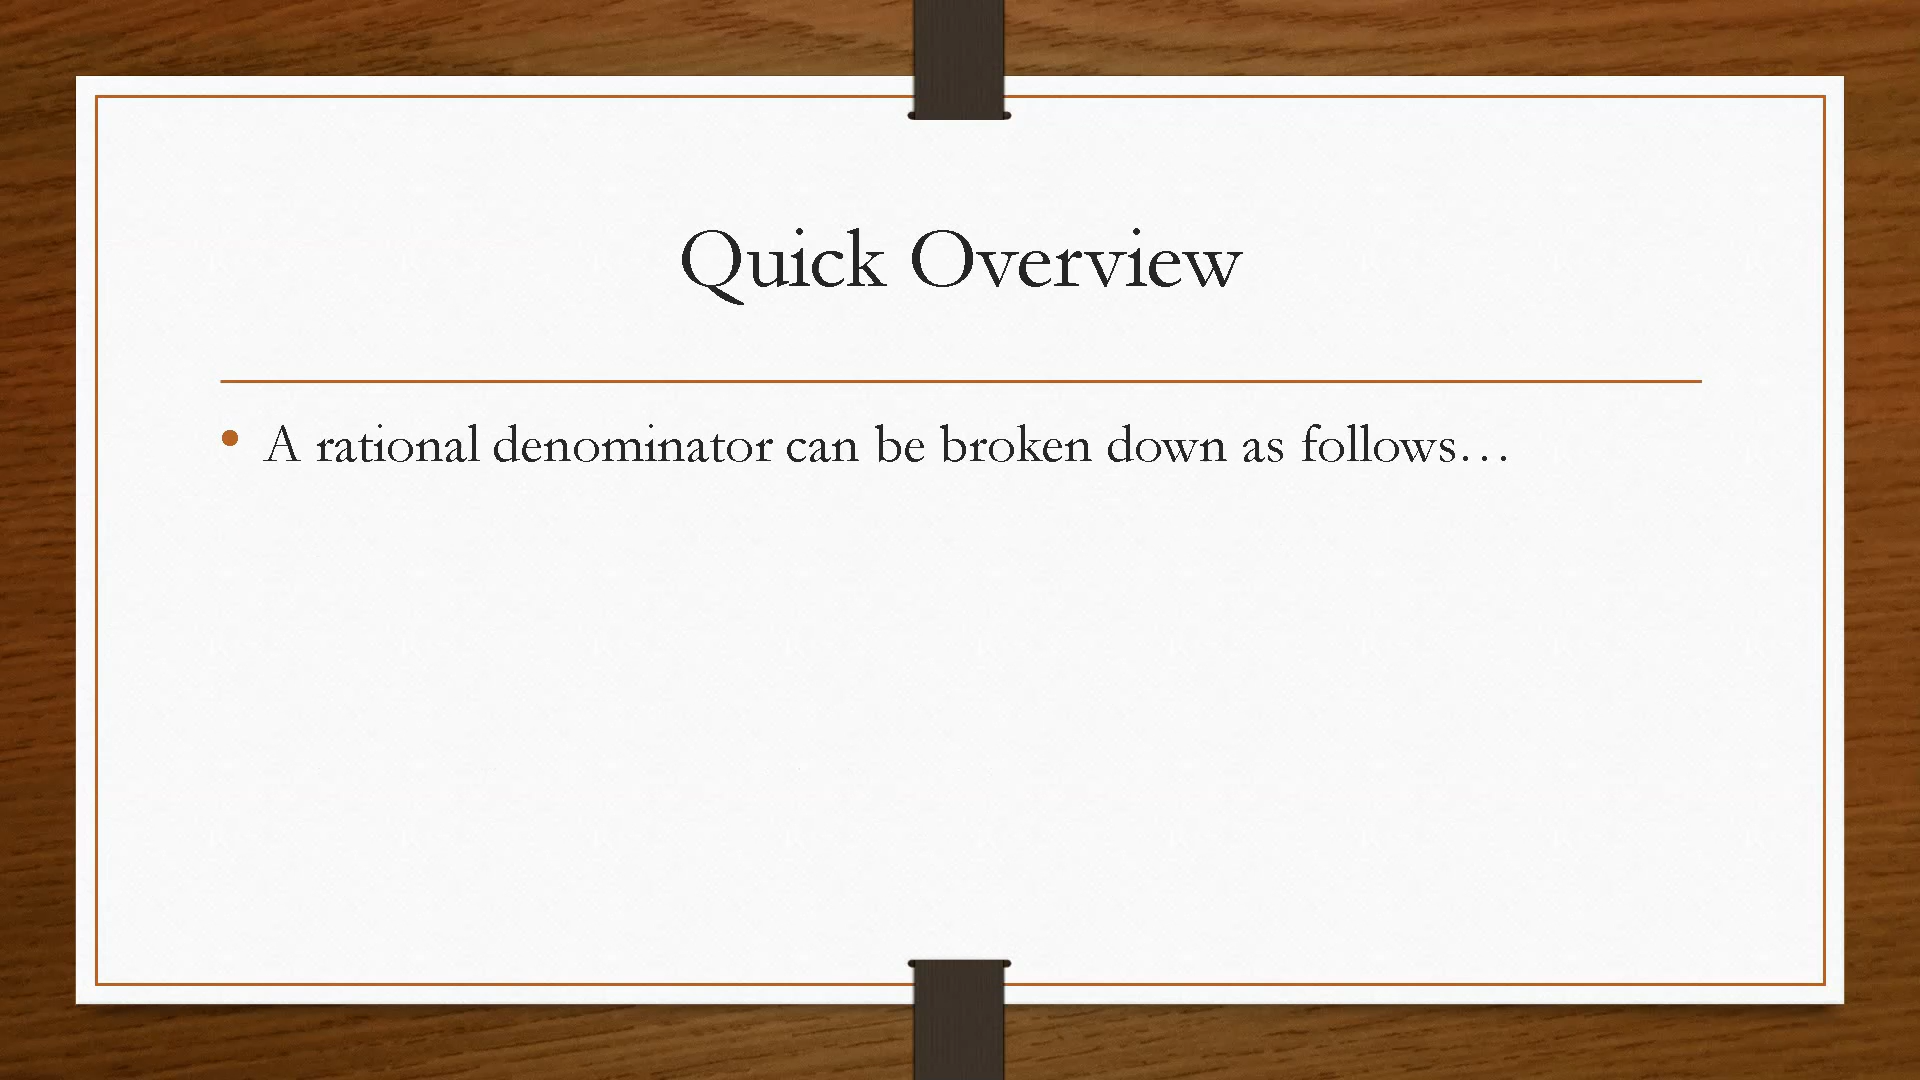 Quick Overview
• A rational denominator can be broken down as follows…